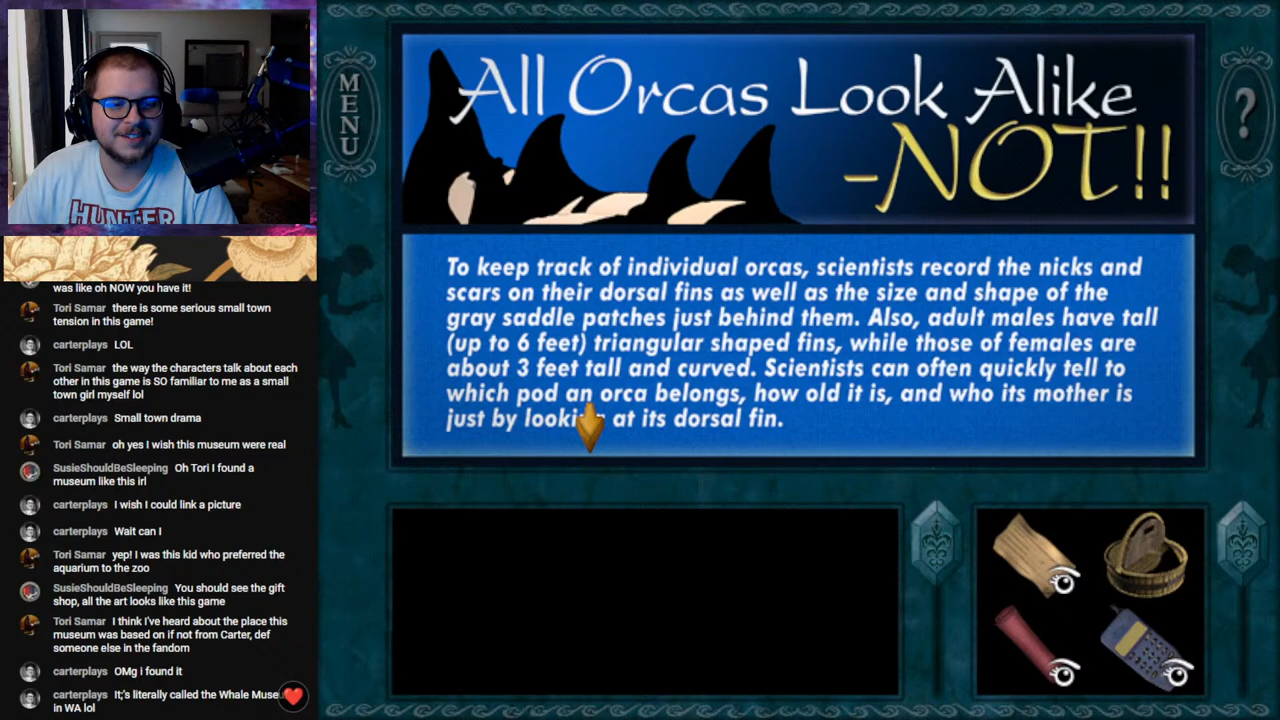 HUNTER
was like oh NOW you have it!
Tori Samar there is some serious small town
tension in this game!
carterplays LOL
Tori Samar the way the characters talk about each
other in this game is SO familiar to me as a small
town girl myself lol
carterplays Small town drama
Tori Samar oh yes I wish this museum were real
SusieShouldBeSleeping Oh Tori I found a
museum like this irl
carterplays I wish I could link a picture
carterplays Wait can I
Tori Samar yep! I was this kid who preferred the
aquarium to the zoo
SusieShouldBeSleeping You should see the gift
shop, all the art looks like this game
Tori Samar I think I've heard about the place this
museum was based on if not from Carter, def
someone else in the fandom
carterplays OMg i found it
carterplays It;'s literally called the Whale
in WA lol
MENU
?
All Orcas Look Alike
-NOT!!
To keep track of individual orcas, scientists record the nicks and
scars on their dorsal fins as well as the size and shape of the
gray saddle patches just behind them. Also, adult males have tall
(up to 6 feet) triangular shaped fins, while those of females are
about 3 feet tall and curved. Scientists can often quickly tell to
which pod an orca belongs, how old it is, and who its mother is
just by at its dorsal fin.